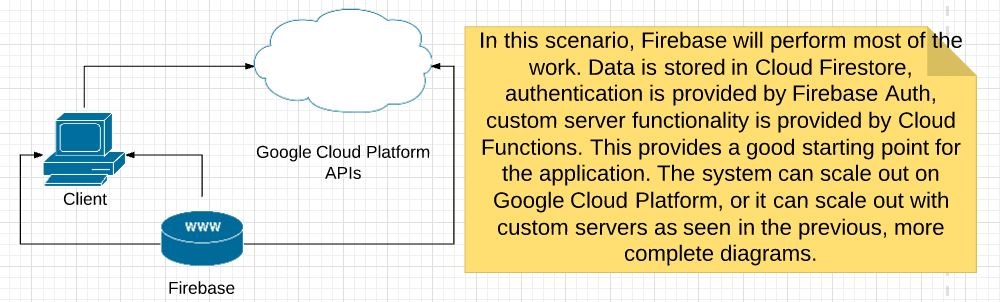 In this scenario, Firebase will perform most of the
work. Data is stored in Cloud Firestore,
authentication is provided by Firebase Auth,
custom server functionality is provided by Cloud
Functions. This provides a good starting point for
the application. The system can scale out on
Google Cloud Platform, or it can scale out with
custom servers as seen in the previous, more
complete diagrams.
Google Cloud Platform
APIs
Client
WWW
Firebase